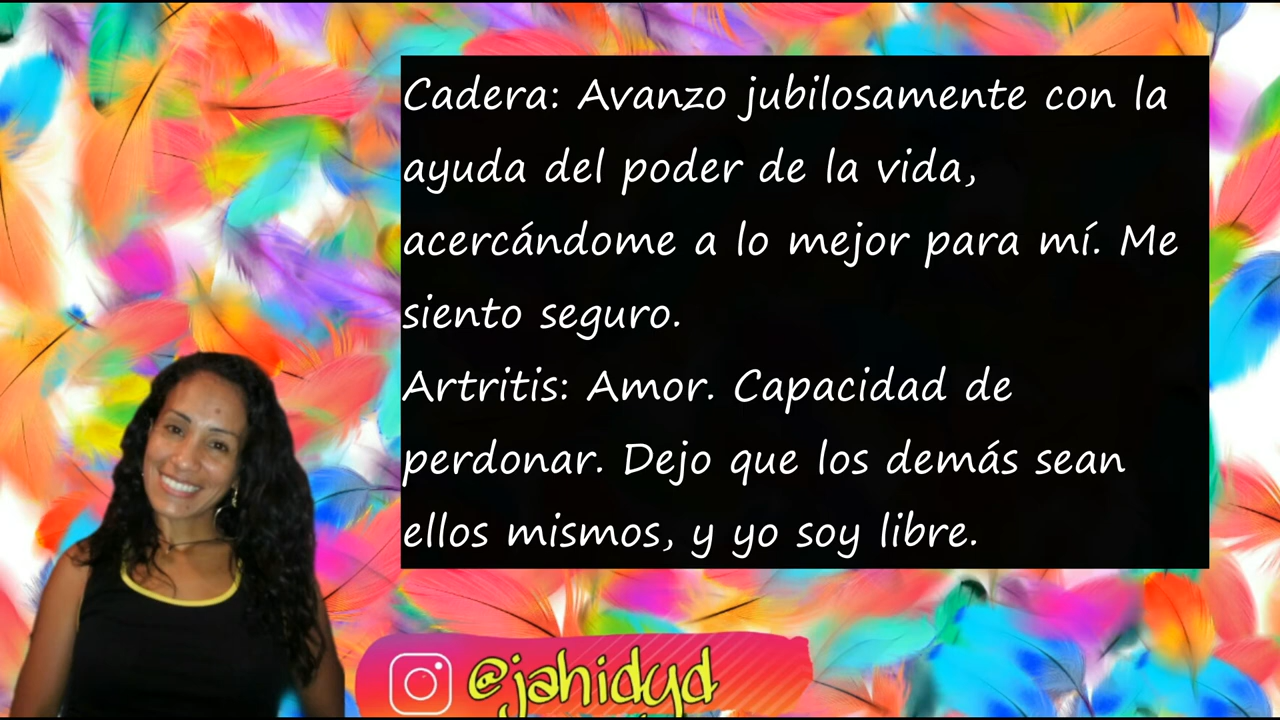 Cadera: Avanzo jubilosamente con la
ayuda del poder de la vida,
acercándome a lo mejor para mí. Me
siento seguro.
Artritis: Amor. Capacidad de
perdonar. Dejo que los demás sean
ellos mismos, y yo soy libre.
@jahidyd